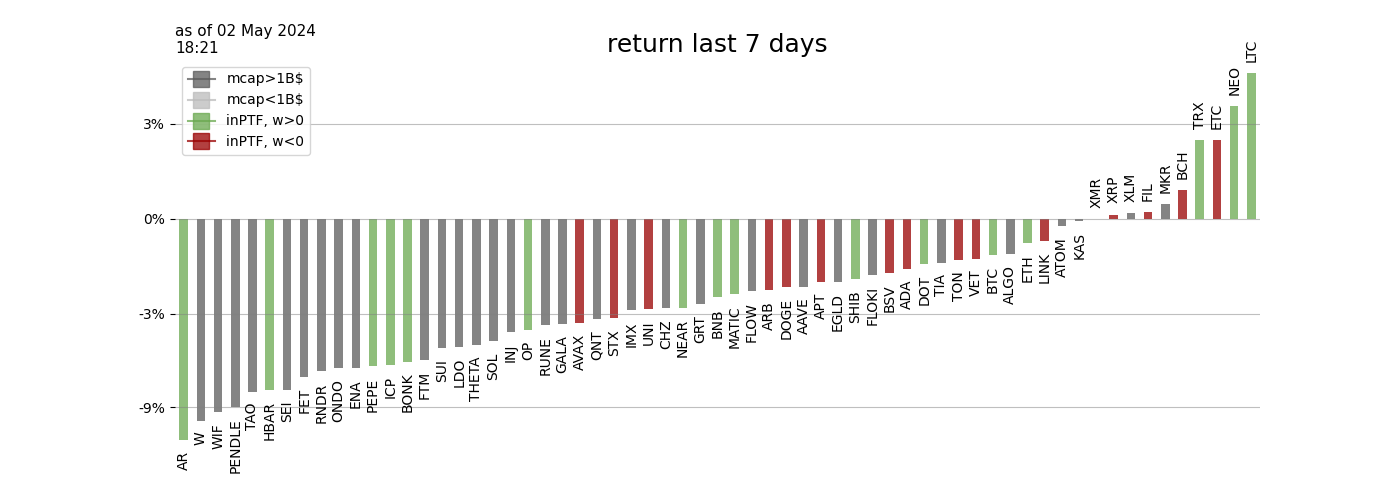 as of 02 May 2024
18:21
return last 7 days
mcap>1B$
mcap<1B$
inPTF, w>0
inPTF, w<0
3%
0%
-3%
-9%
AR
W
WIF
PENDLE
TAO
HBAR
SEI
FET
RNDR
ONDO
ENA
PEPE
ICP
BONK
FTM
SUI
LDO
THETA
SOL
INJ
OP
RUNE
GALA
AVAX
QNT
STX
IMX
UNI
CHZ
NEAR
GRT
BNB
MATIC
FLOW
ARB
DOGE
AAVE
APT
EGLD
SHIB
FLOKI
BSV
ADA
DOT
TIA
TON
VET
BTC
ALGO
ETH
LINK
ATOM
KAS
XMR
XRP
XLM
FIL
MKR
BCH
TRX
ETC
NEO
LTC